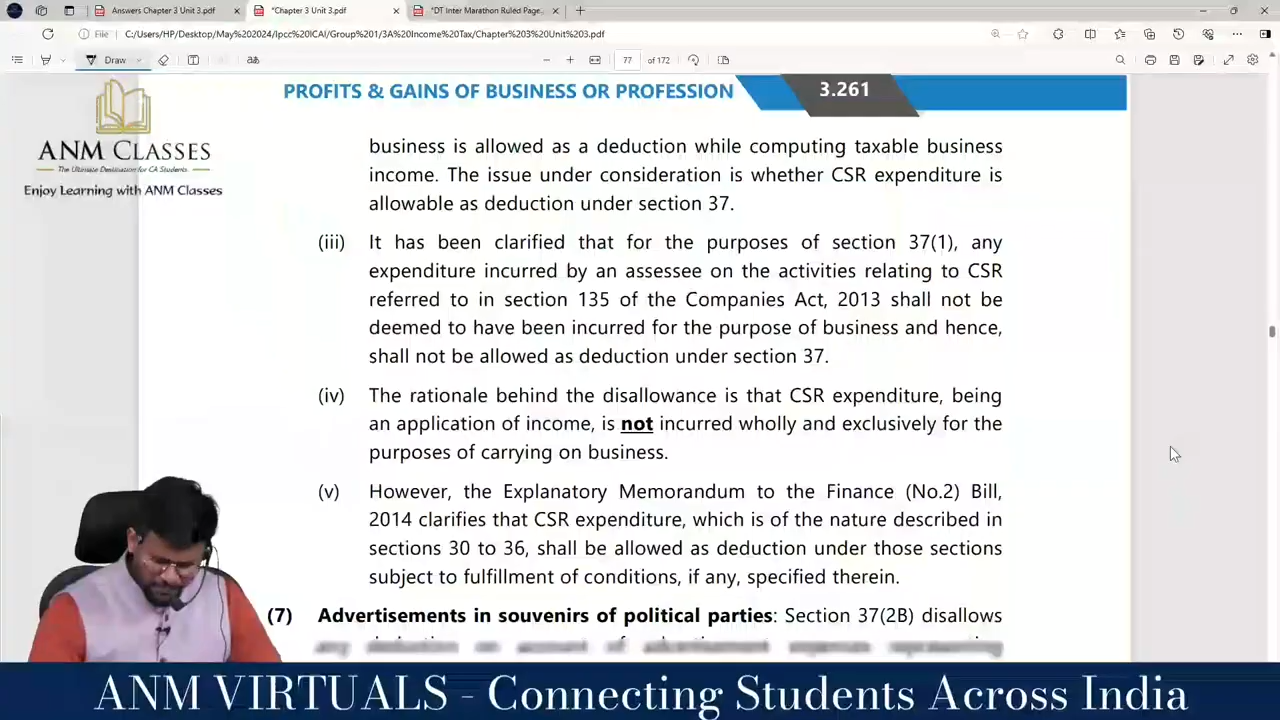 Answers Chapter 3 Unit 3.pdf
*Chapter 3 Unit 3.pdf
*DT Inter Marathon Ruled Page..
File
C:/Users/HP/Desktop/May%202024/Ipcc%20ICAI/Group%201/3A%20Income%20Tax/Chapter%203%20Unit%203.pdf
Draw
77 of 172
PROFITS & GAINS OF BUSINESS OR PROFESSION 3.261
ANM CLASSES
The Ultimate Destination for CA Students.
Enjoy Learning with ANM Classes
business is allowed as a deduction while computing taxable business
income. The issue under consideration is whether CSR expenditure is
allowable as deduction under section 37.
(iii) It has been clarified that for the purposes of section 37(1), any
expenditure incurred by an assessee on the activities relating to CSR
referred to in section 135 of the Companies Act, 2013 shall not be
deemed to have been incurred for the purpose of business and hence,
shall not be allowed as deduction under section 37.
(iv) The rationale behind the disallowance is that CSR expenditure, being
an application of income, is not incurred wholly and exclusively for the
purposes of carrying on business.
(v) However, the Explanatory Memorandum to the Finance (No.2) Bill,
2014 clarifies that CSR expenditure, which is of the nature described in
sections 30 to 36, shall be allowed as deduction under those sections
subject to fulfillment of conditions, if any, specified therein.
(7) Advertisements in souvenirs of political parties: Section 37(2B) disallows
ANM VIRTUALS - Connecting Students Across India